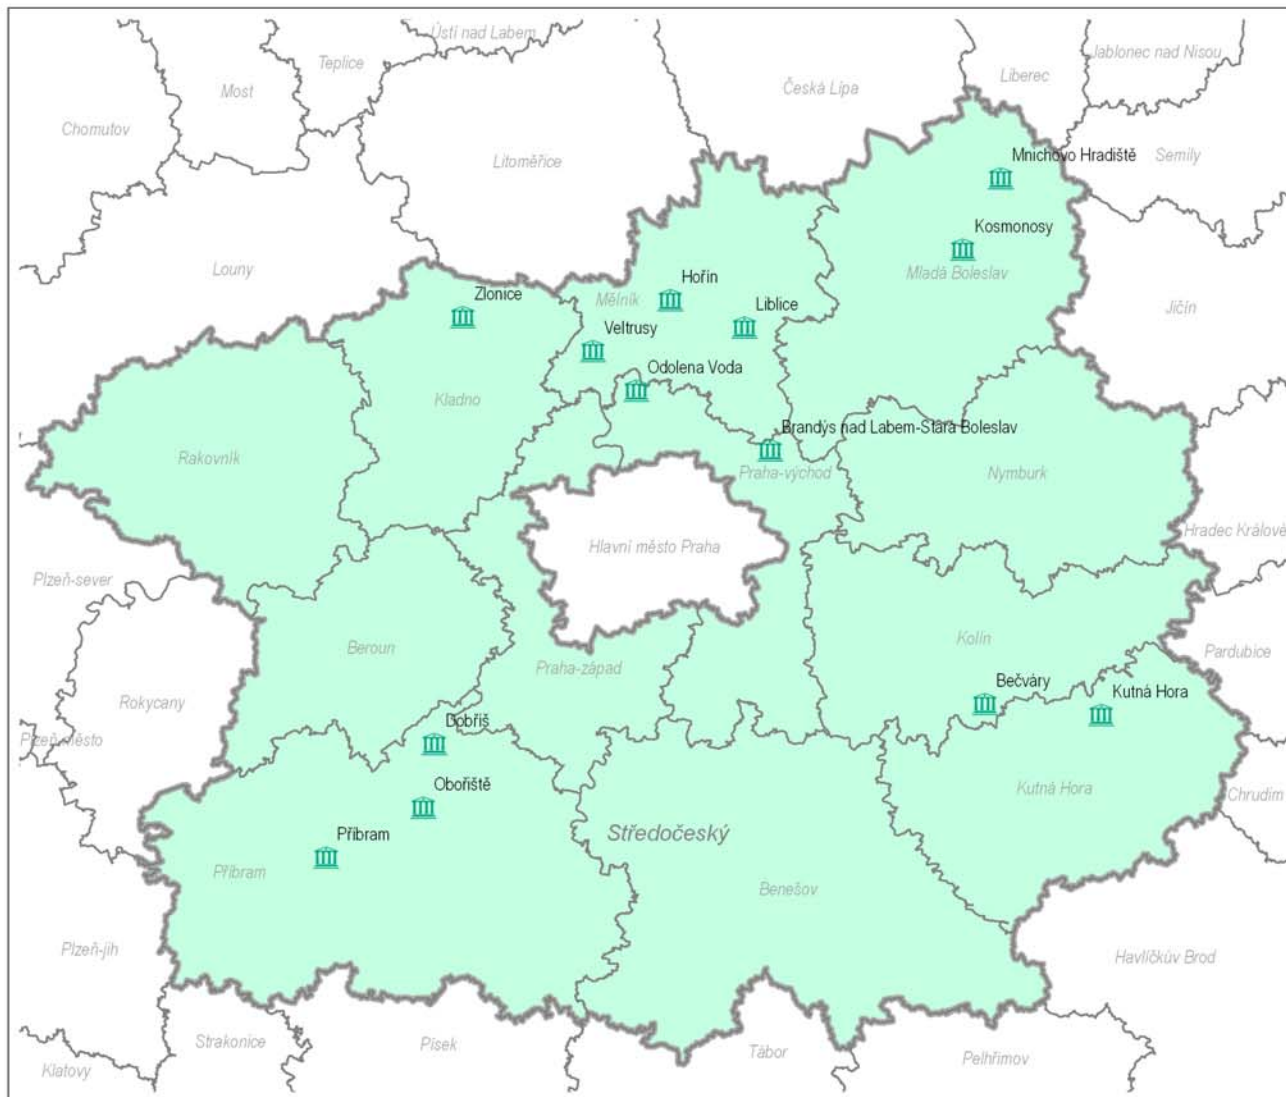 Ústí nad Labem
Jablonec nad Nisou
Teplice
Liberec
Most
Česká Lípa
Chomutov
Litoměřice
Mnichovo Hradiště
Semily
Kosmonosy
Louny
Mladá Boleslav
Hořín
Zlonice
Mělník
Liblice
Jičín
Veltrusy
Odolena Voda
Kladno
Brandýs nad Labem-Stará Boleslav
Rakovník
Praha-východ
Nymburk
Hradec Králové
Hlavní město Praha
Plzeň-sever
Kolín
Beroun
Praha-západ
Pardubice
Bečváry
Kutná Hora
Rokycany
Dobříš
Plzeň-město
Obořiště
Kutná Hora
Chrudim
Středočeský
Příbram
Příbram
Benešov
Plzeň-jih
Havlíčkův Brod
Strakonice
Písek
Tábor
Pelhřimov
Klatovy